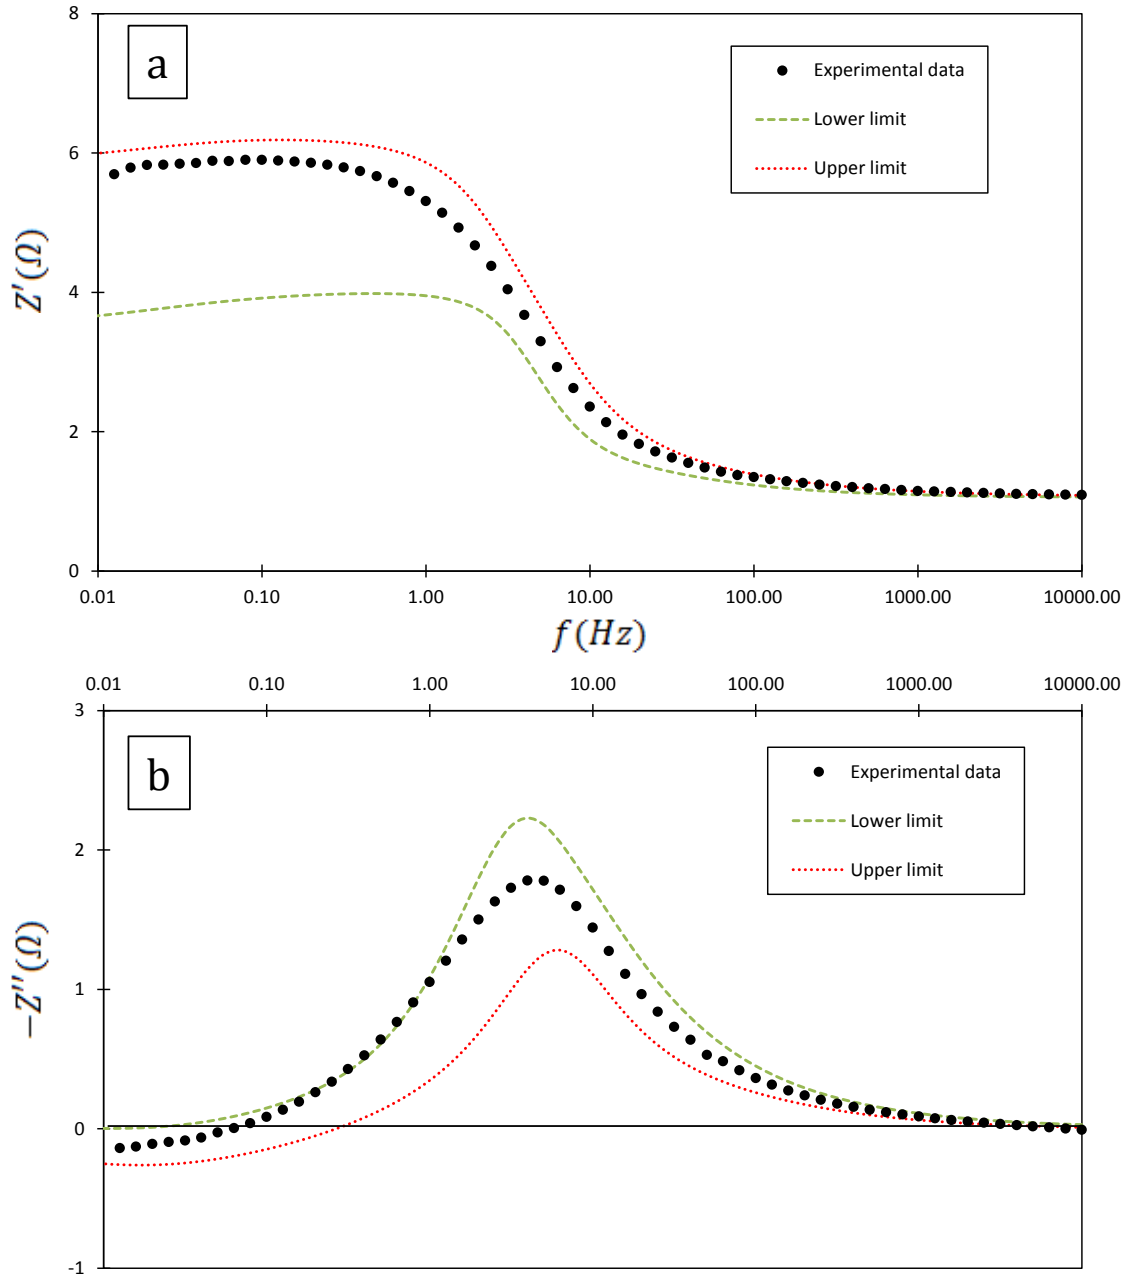 a
8
6
4
2
0
Z′(Ω)
Experimental data
Lower limit
Upper limit
0.01 0.10 1.00 10.00 100.00 1000.00 10000.00
f(Hz)
0.01 0.10 1.00 10.00 100.00 1000.00 10000.00
b
3
2
1
0
-1
−Z′′(Ω)
Experimental data
Lower limit
Upper limit